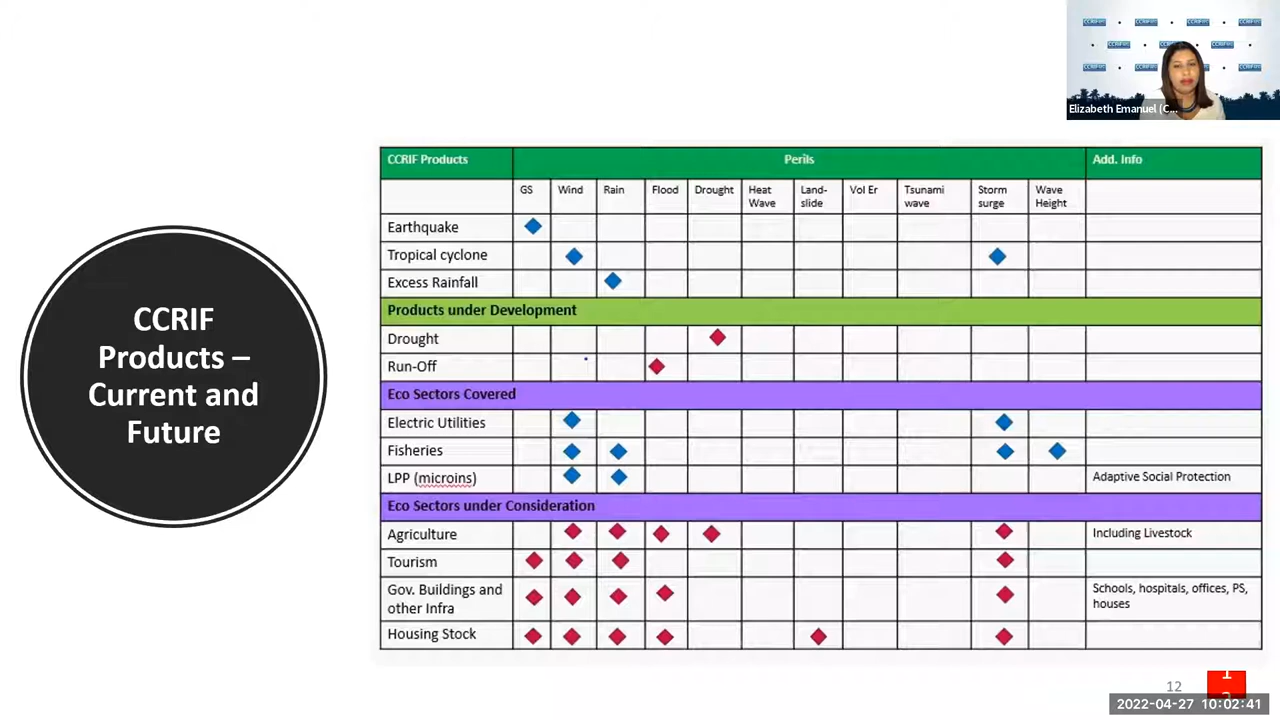 CCRIF
Products –
Current and
Future
CCRIF Products Perils Add. Info
GS Wind Rain Flood Drought Heat Wave Land-slide Vol Er Tsunami wave Storm surge Wave Height
Earthquake
Tropical cyclone
Excess Rainfall
Products under Development
Drought
Run-Off
Eco Sectors Covered
Electric Utilities
Fisheries
LPP (microins) Adaptive Social Protection
Eco Sectors under Consideration
Agriculture Including Livestock
Tourism
Gov. Buildings and
other Infra
Schools, hospitals, offices, PS,
houses
Housing Stock
Elizabeth Emanuel (C...
CCRIF
12
2022-04-27 10:02:41